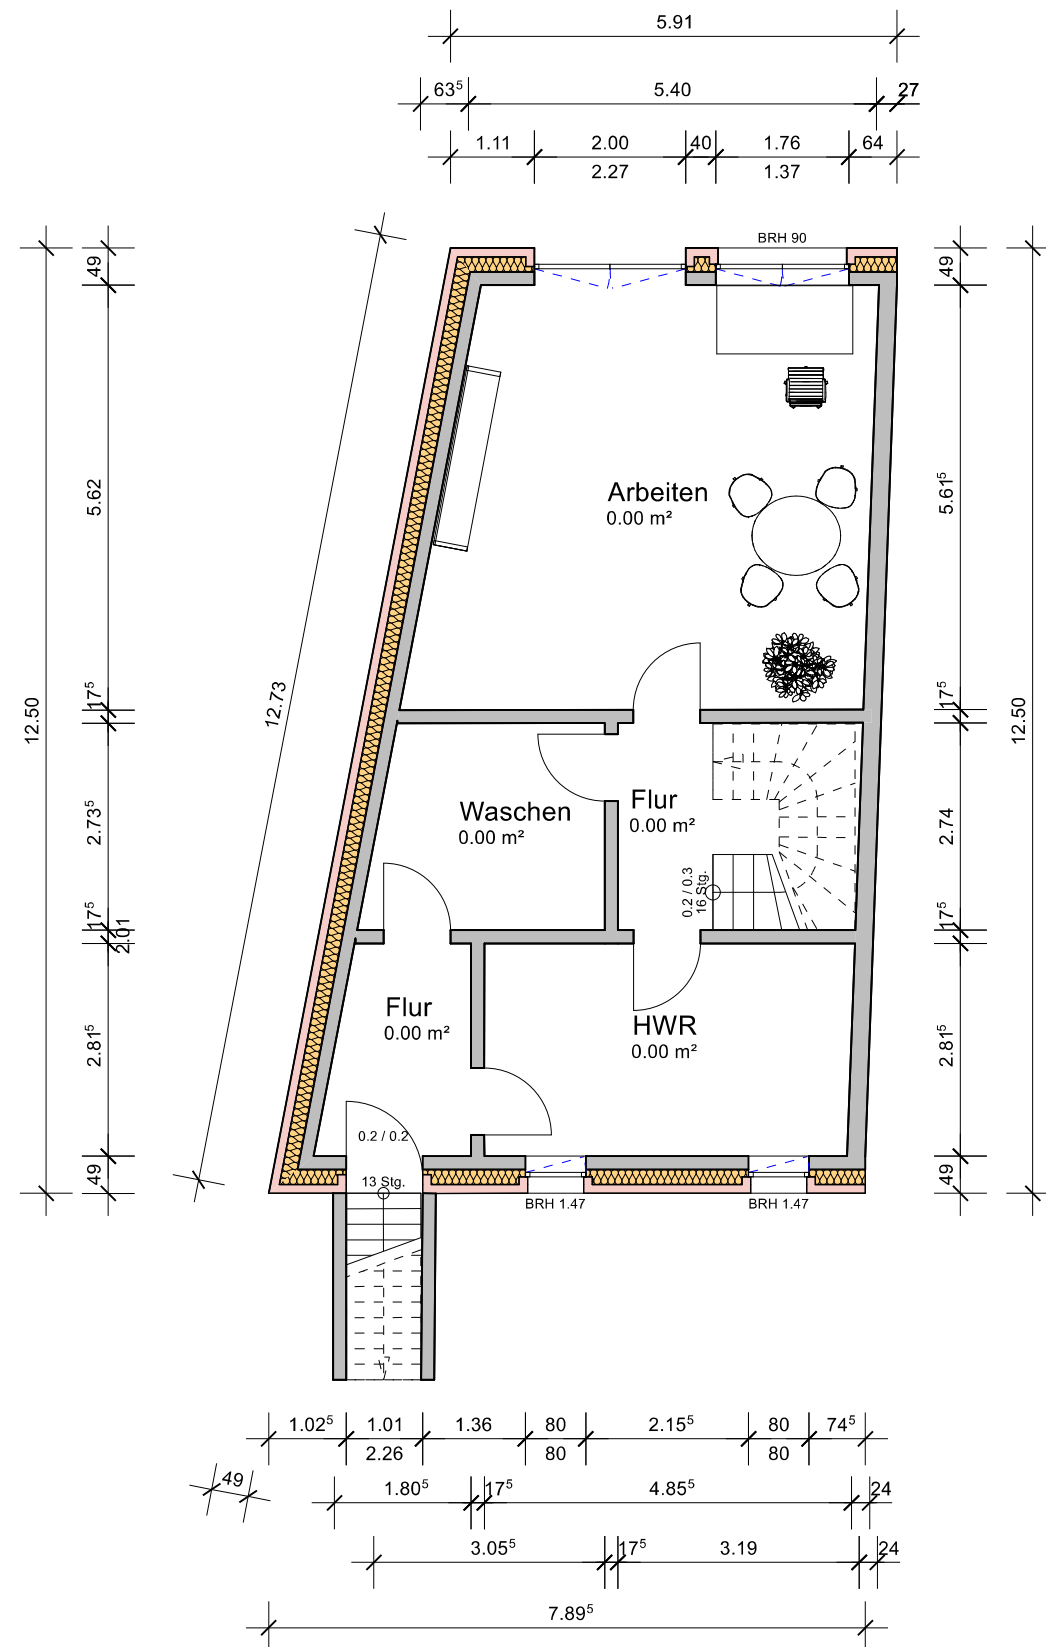 5.91
63⁵ 5.40 27
1.11 2.00 40 1.76 64
2.27 1.37
BRH 90
49
49
12.73
5.62
5.61⁵
Arbeiten
0.00 m²
12.50
12.50
17⁵
17⁵
Waschen
0.00 m²
Flur
0.00 m²
2.73⁵
2.74
0.2 / 0.3
16 Stg.
17⁵
2.01
17⁵
Flur
0.00 m²
HWR
0.00 m²
2.81⁵
2.81⁵
0.2 / 0.2
13 Stg.
49
49
BRH 1.47
BRH 1.47
1.02⁵ 1.01 1.36 80 2.15⁵ 80 74⁵
2.26 80 80
49
1.80⁵ 17⁵ 4.85⁵ 24
3.05⁵ 17⁵ 3.19 24
7.89⁵